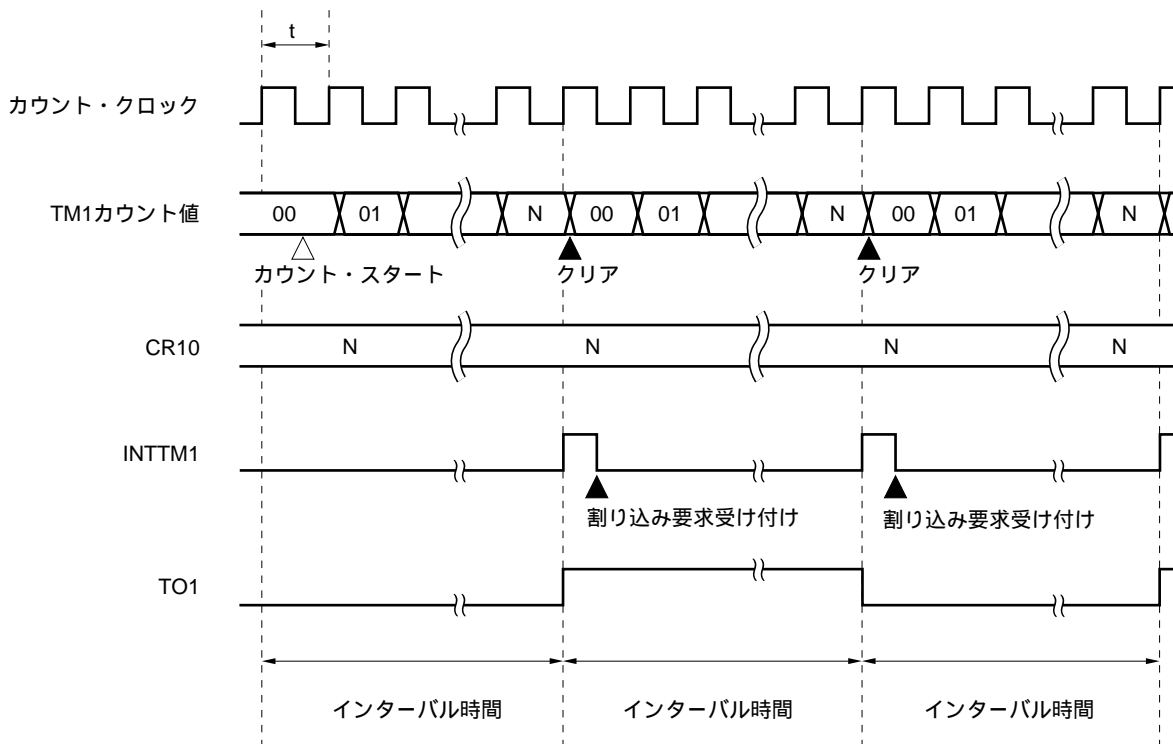 t
カウント・クロック
TM1カウント値 00 01 N 00 01 N 00 01 N
カウント・スタート クリア クリア
CR10 N N N N
INTTM1
割り込み要求受け付け 割り込み要求受け付け
TO1
インターバル時間 インターバル時間 インターバル時間